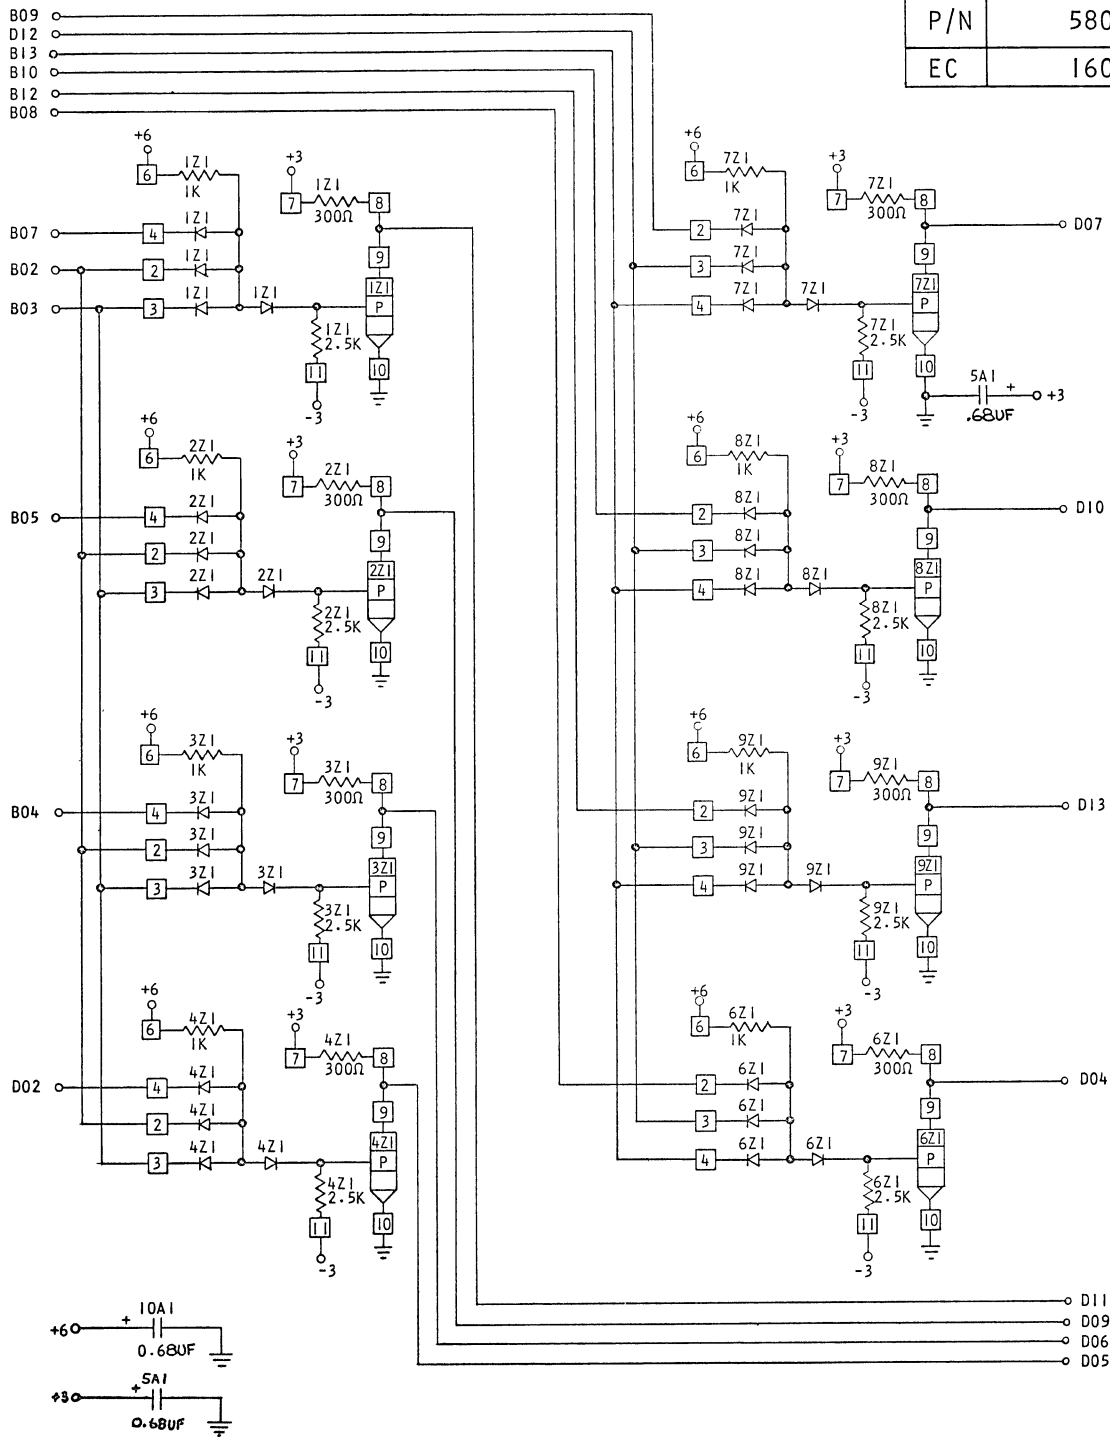 B09
D12
B13
B10
B12
B08
P/N 580
EC 160
+6
6
1Z1
1K
+3
7
1Z1
300Ω
8
B07
4
1Z1
9
B02
2
1Z1
B03
3
1Z1
1Z1
1Z1
P
1Z1
2.5K
11
-3
10
+6
6
7Z1
1K
+3
7
7Z1
300Ω
8
D07
2
7Z1
9
3
7Z1
4
7Z1
7Z1
7Z1
P
7Z1
2.5K
11
-3
10
5A1
+
+3
.68UF
+6
6
2Z1
1K
+3
7
2Z1
300Ω
8
B05
4
2Z1
9
2
2Z1
3
2Z1
2Z1
2Z1
P
2Z1
2.5K
11
-3
10
+6
6
8Z1
1K
+3
7
8Z1
300Ω
8
D10
2
8Z1
9
3
8Z1
4
8Z1
8Z1
8Z1
P
8Z1
2.5K
11
-3
10
+6
6
3Z1
1K
+3
7
3Z1
300Ω
8
B04
4
3Z1
9
2
3Z1
3
3Z1
3Z1
3Z1
P
3Z1
2.5K
11
-3
10
+6
6
9Z1
1K
+3
7
9Z1
300Ω
8
D13
2
9Z1
9
3
9Z1
4
9Z1
9Z1
9Z1
P
9Z1
2.5K
11
-3
10
+6
6
4Z1
1K
+3
7
4Z1
300Ω
8
D02
4
4Z1
9
2
4Z1
3
4Z1
4Z1
4Z1
P
4Z1
2.5K
11
-3
10
+6
6
6Z1
1K
+3
7
6Z1
300Ω
8
D04
2
6Z1
9
3
6Z1
4
6Z1
6Z1
6Z1
P
6Z1
2.5K
11
-3
10
D11
D09
D06
D05
+6
+
10A1
0.68UF
+3
+
5A1
0.68UF